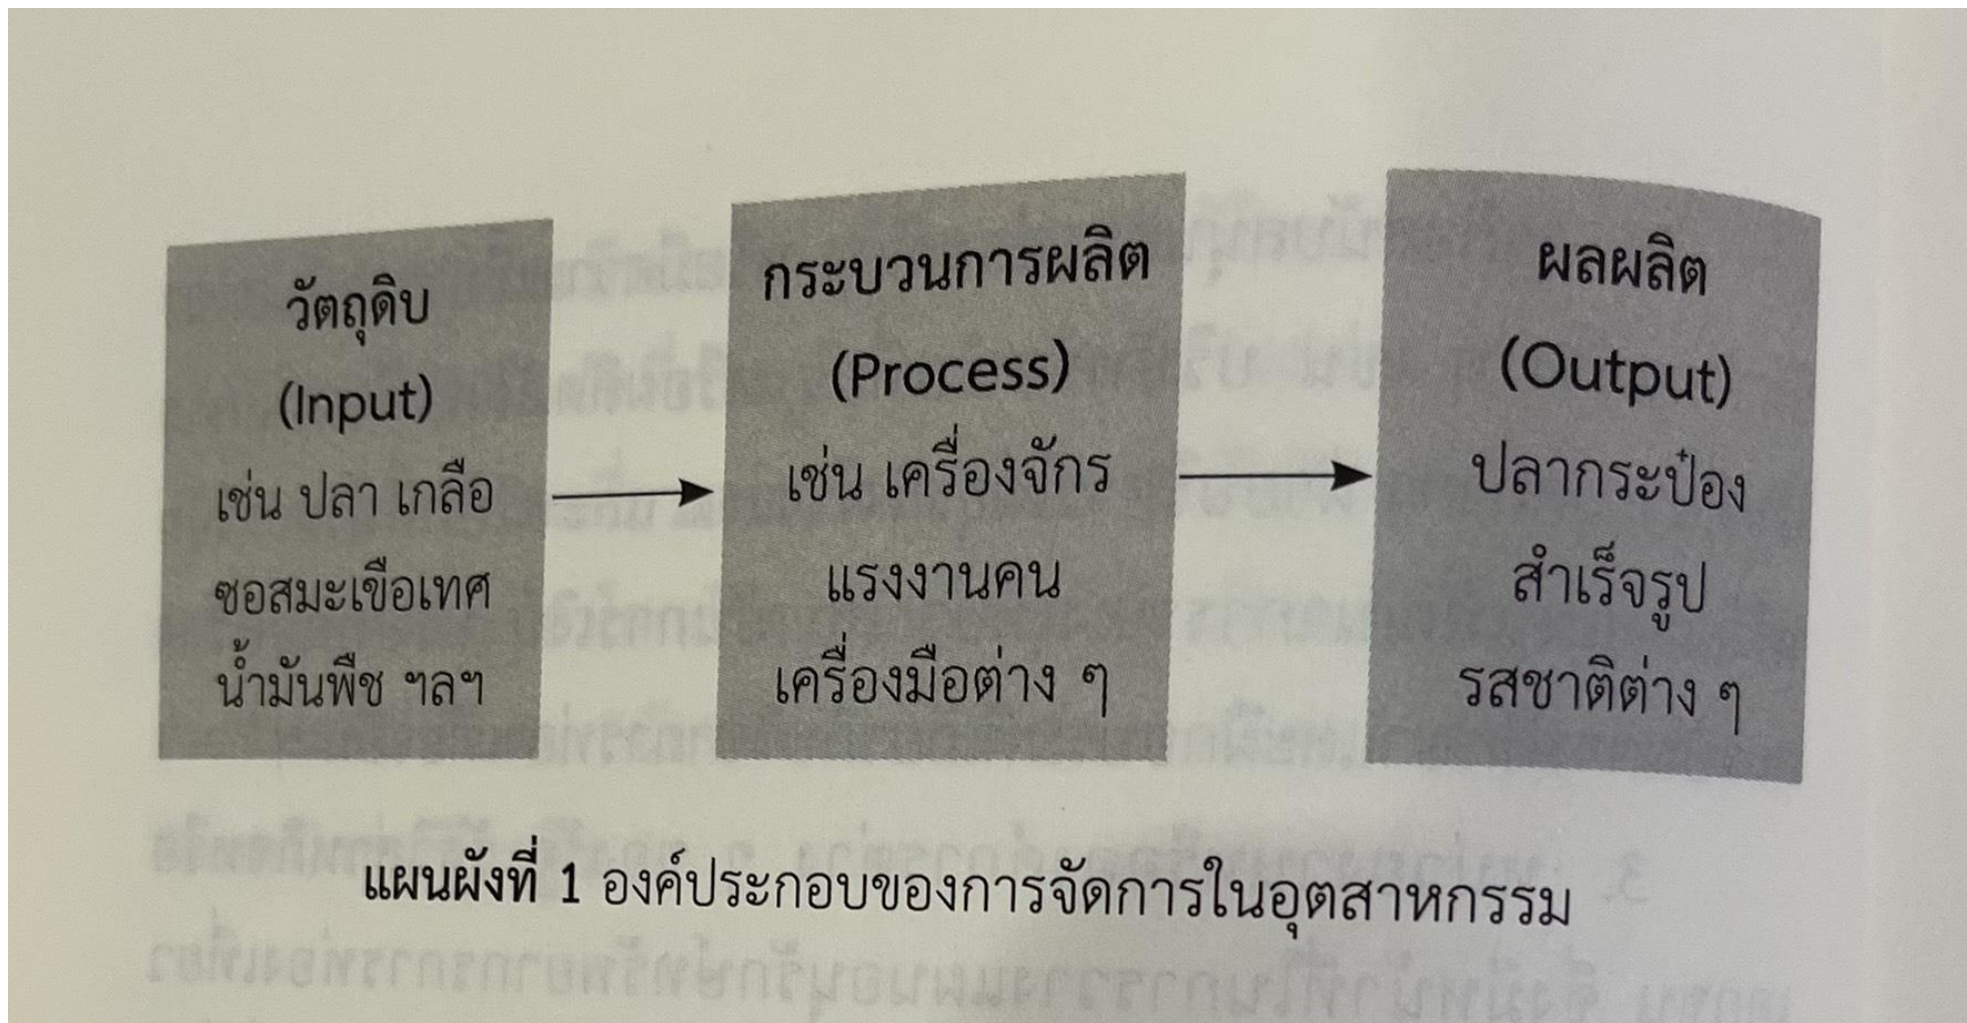 วัตถุดิบ
(Input)
เช่น ปลา เกลือ
ซอสมะเขือเทศ
น้ำมันพืช ฯลฯ
กระบวนการผลิต
(Process)
เช่น เครื่องจักร
แรงงานคน
เครื่องมือต่าง ๆ
ผลผลิต
(Output)
ปลากระป๋อง
สำเร็จรูป
รสชาติต่าง ๆ
แผนผังที่ 1 องค์ประกอบของการจัดการในอุตสาหกรรม